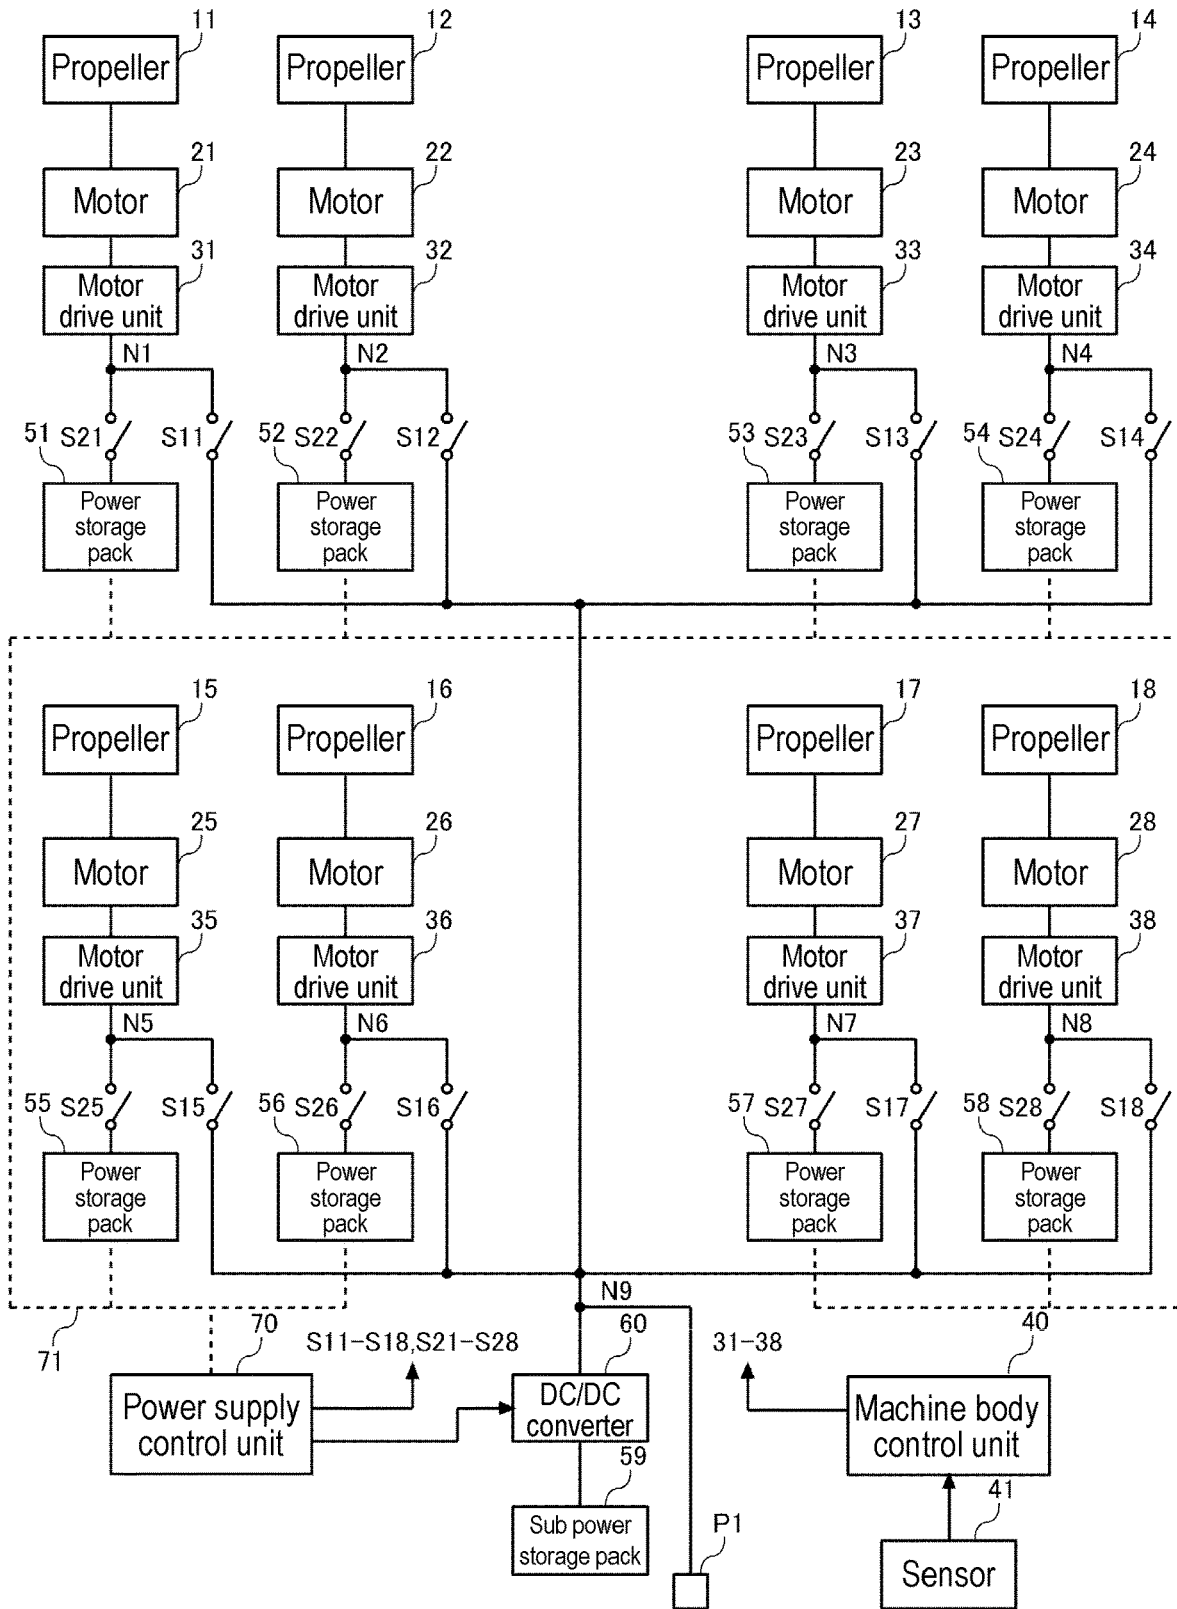 11 12 13 14
Propeller Propeller Propeller Propeller
21 22 23 24
Motor Motor Motor Motor
31 32 33 34
Motor Motor Motor Motor
drive unit drive unit drive unit drive unit
N1 N2 N3 N4
51 S21 S11 52 S22 S12 53 S23 S13 54 S24 S14
Power Power Power Power
storage storage storage storage
pack pack pack pack
15 16 17 18
Propeller Propeller Propeller Propeller
25 26 27 28
Motor Motor Motor Motor
35 36 37 38
Motor Motor Motor Motor
drive unit drive unit drive unit drive unit
N5 N6 N7 N8
55 S25 S15 56 S26 S16 57 S27 S17 58 S28 S18
Power Power Power Power
storage storage storage storage
pack pack pack pack
N9
71 70 S11-S18,S21-S28 60 31-38 40
Power supply
control unit
DC/DC
converter
Machine body
control unit
59 41
Sub power
storage pack
P1
Sensor